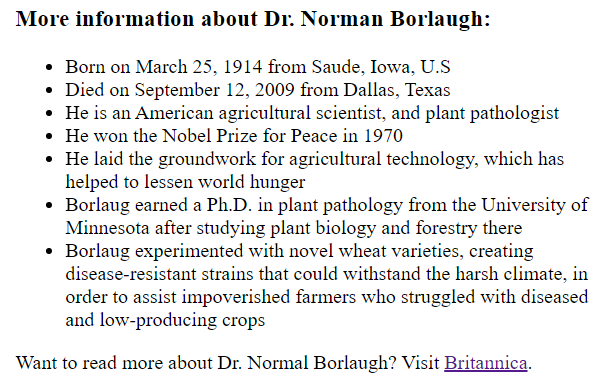 More information about Dr. Norman Borlaugh:
• Born on March 25, 1914 from Saude, Iowa, U.S
• Died on September 12, 2009 from Dallas, Texas
• He is an American agricultural scientist, and plant pathologist
• He won the Nobel Prize for Peace in 1970
• He laid the groundwork for agricultural technology, which has
helped to lessen world hunger
• Borlaug earned a Ph.D. in plant pathology from the University of
Minnesota after studying plant biology and forestry there
• Borlaug experimented with novel wheat varieties, creating
disease-resistant strains that could withstand the harsh climate, in
order to assist impoverished farmers who struggled with diseased
and low-producing crops
Want to read more about Dr. Normal Borlaugh? Visit Britannica.